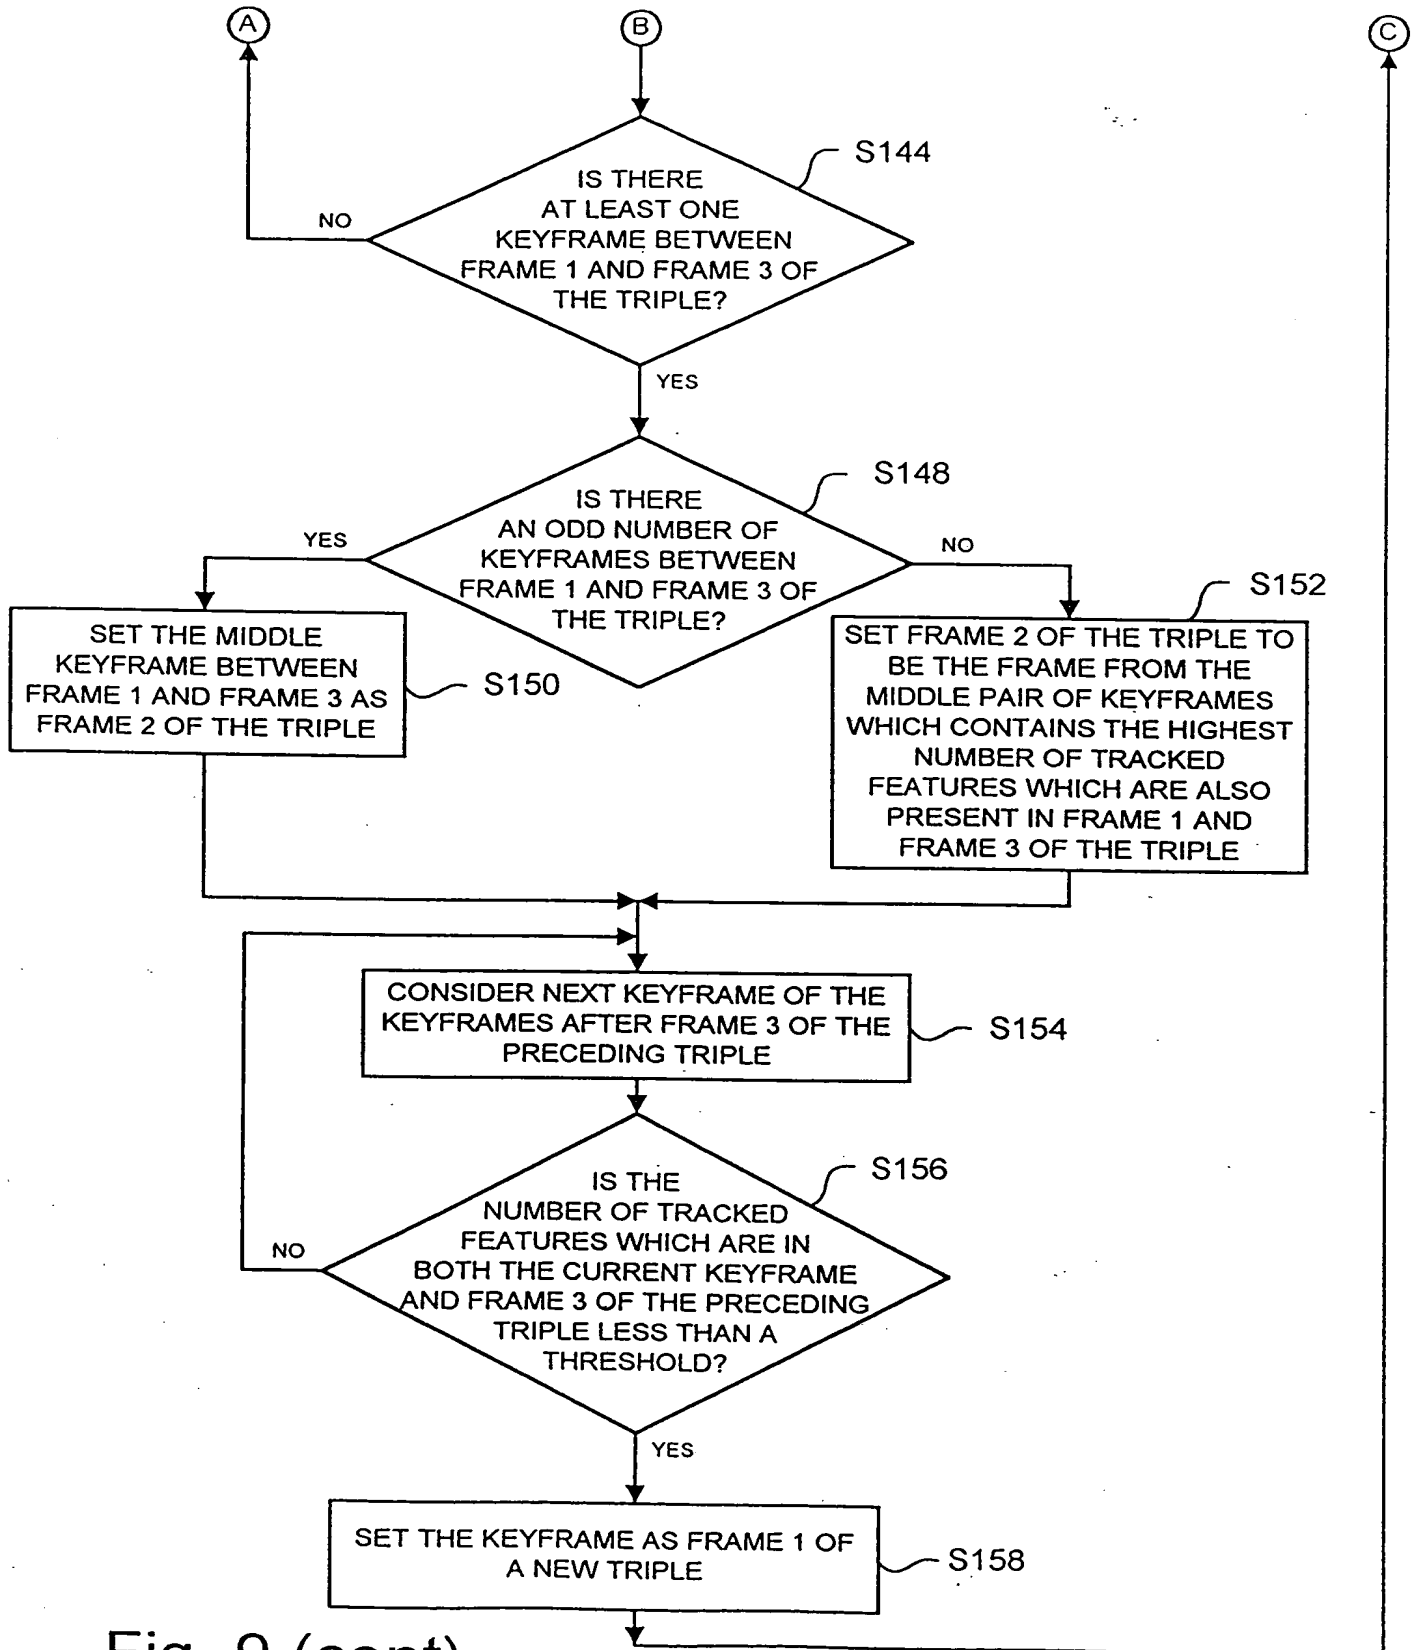 A
B
C
IS THERE
AT LEAST ONE
KEYFRAME BETWEEN
FRAME 1 AND FRAME 3 OF
THE TRIPLE?
S144
NO
YES
IS THERE
AN ODD NUMBER OF
KEYFRAMES BETWEEN
FRAME 1 AND FRAME 3 OF
THE TRIPLE?
S148
YES
NO
SET THE MIDDLE
KEYFRAME BETWEEN
FRAME 1 AND FRAME 3 AS
FRAME 2 OF THE TRIPLE
S150
S152
SET FRAME 2 OF THE TRIPLE TO
BE THE FRAME FROM THE
MIDDLE PAIR OF KEYFRAMES
WHICH CONTAINS THE HIGHEST
NUMBER OF TRACKED
FEATURES WHICH ARE ALSO
PRESENT IN FRAME 1 AND
FRAME 3 OF THE TRIPLE
CONSIDER NEXT KEYFRAME OF THE
KEYFRAMES AFTER FRAME 3 OF THE
PRECEDING TRIPLE
S154
IS THE
NUMBER OF TRACKED
FEATURES WHICH ARE IN
BOTH THE CURRENT KEYFRAME
AND FRAME 3 OF THE PRECEDING
TRIPLE LESS THAN A
THRESHOLD?
S156
NO
YES
SET THE KEYFRAME AS FRAME 1 OF
A NEW TRIPLE
S158
Fig. 9 (cont)